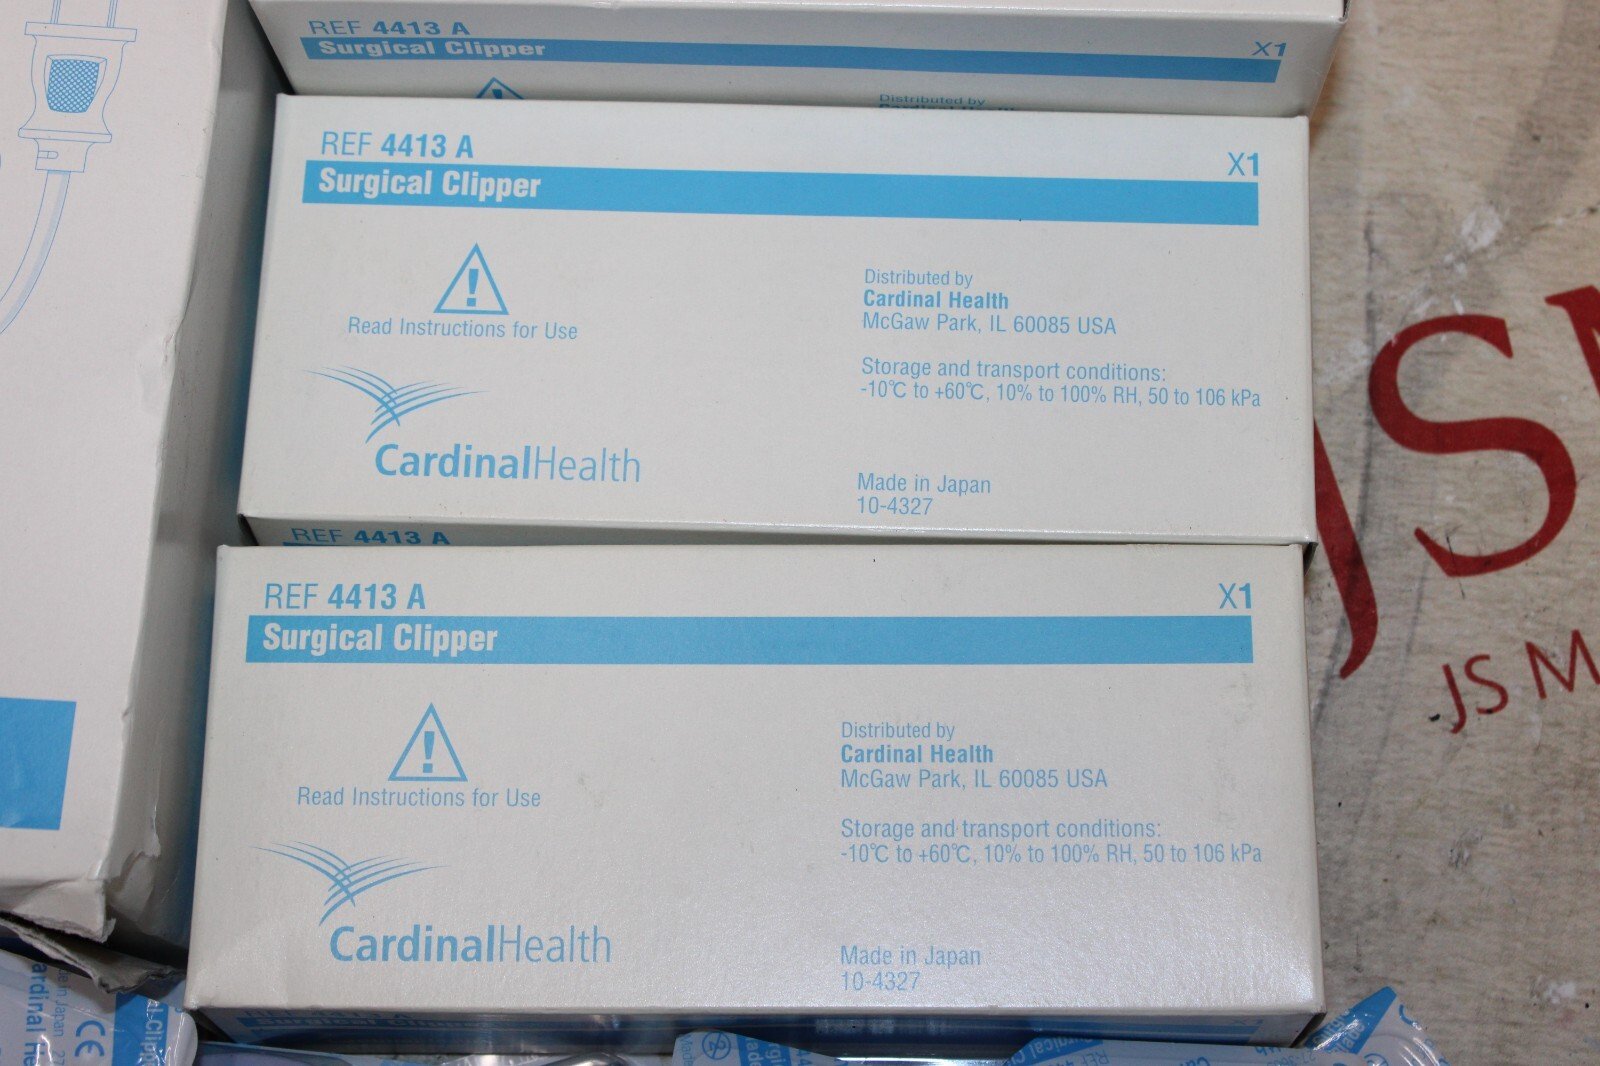 REF 4413 A
Surgical Clipper
X1
Distributed by
REF 4413 A
X1
Surgical Clipper
Read Instructions for Use
Distributed by
Cardinal Health
McGaw Park, IL 60085 USA
Storage and transport conditions:
-10°C to +60°C, 10% to 100% RH, 50 to 106 kPa
CardinalHealth
Made in Japan
10-4327
REF 4413 A
REF 4413 A
X1
Surgical Clipper
Read Instructions for Use
Distributed by
Cardinal Health
McGaw Park, IL 60085 USA
Storage and transport conditions:
-10°C to +60°C, 10% to 100% RH, 50 to 106 kPa
CardinalHealth
Made in Japan
10-4327
JS
JS M
X1
CE
2